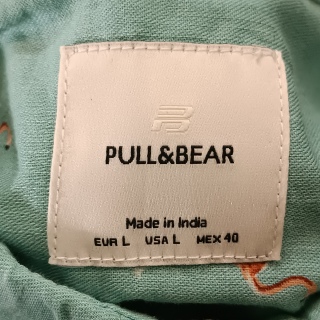 PULL&BEAR
Made in India
EUR L USA L MEX 40